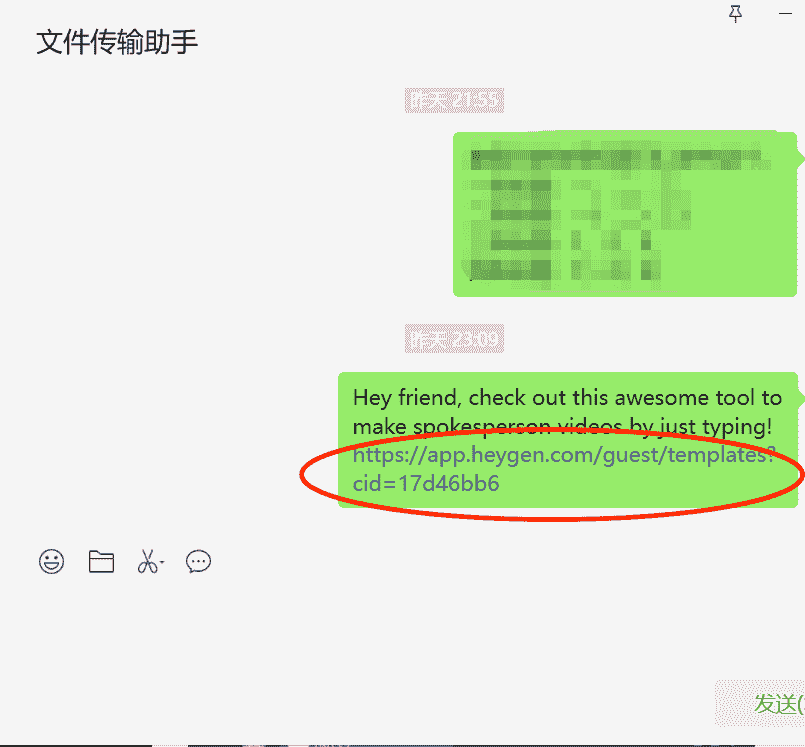 文件传输助手
昨天 21:55
昨天 23:09
Hey friend, check out this awesome tool to
make spokesperson videos by just typing!
https://app.heygen.com/guest/templates?
cid=17d46bb6
发送(